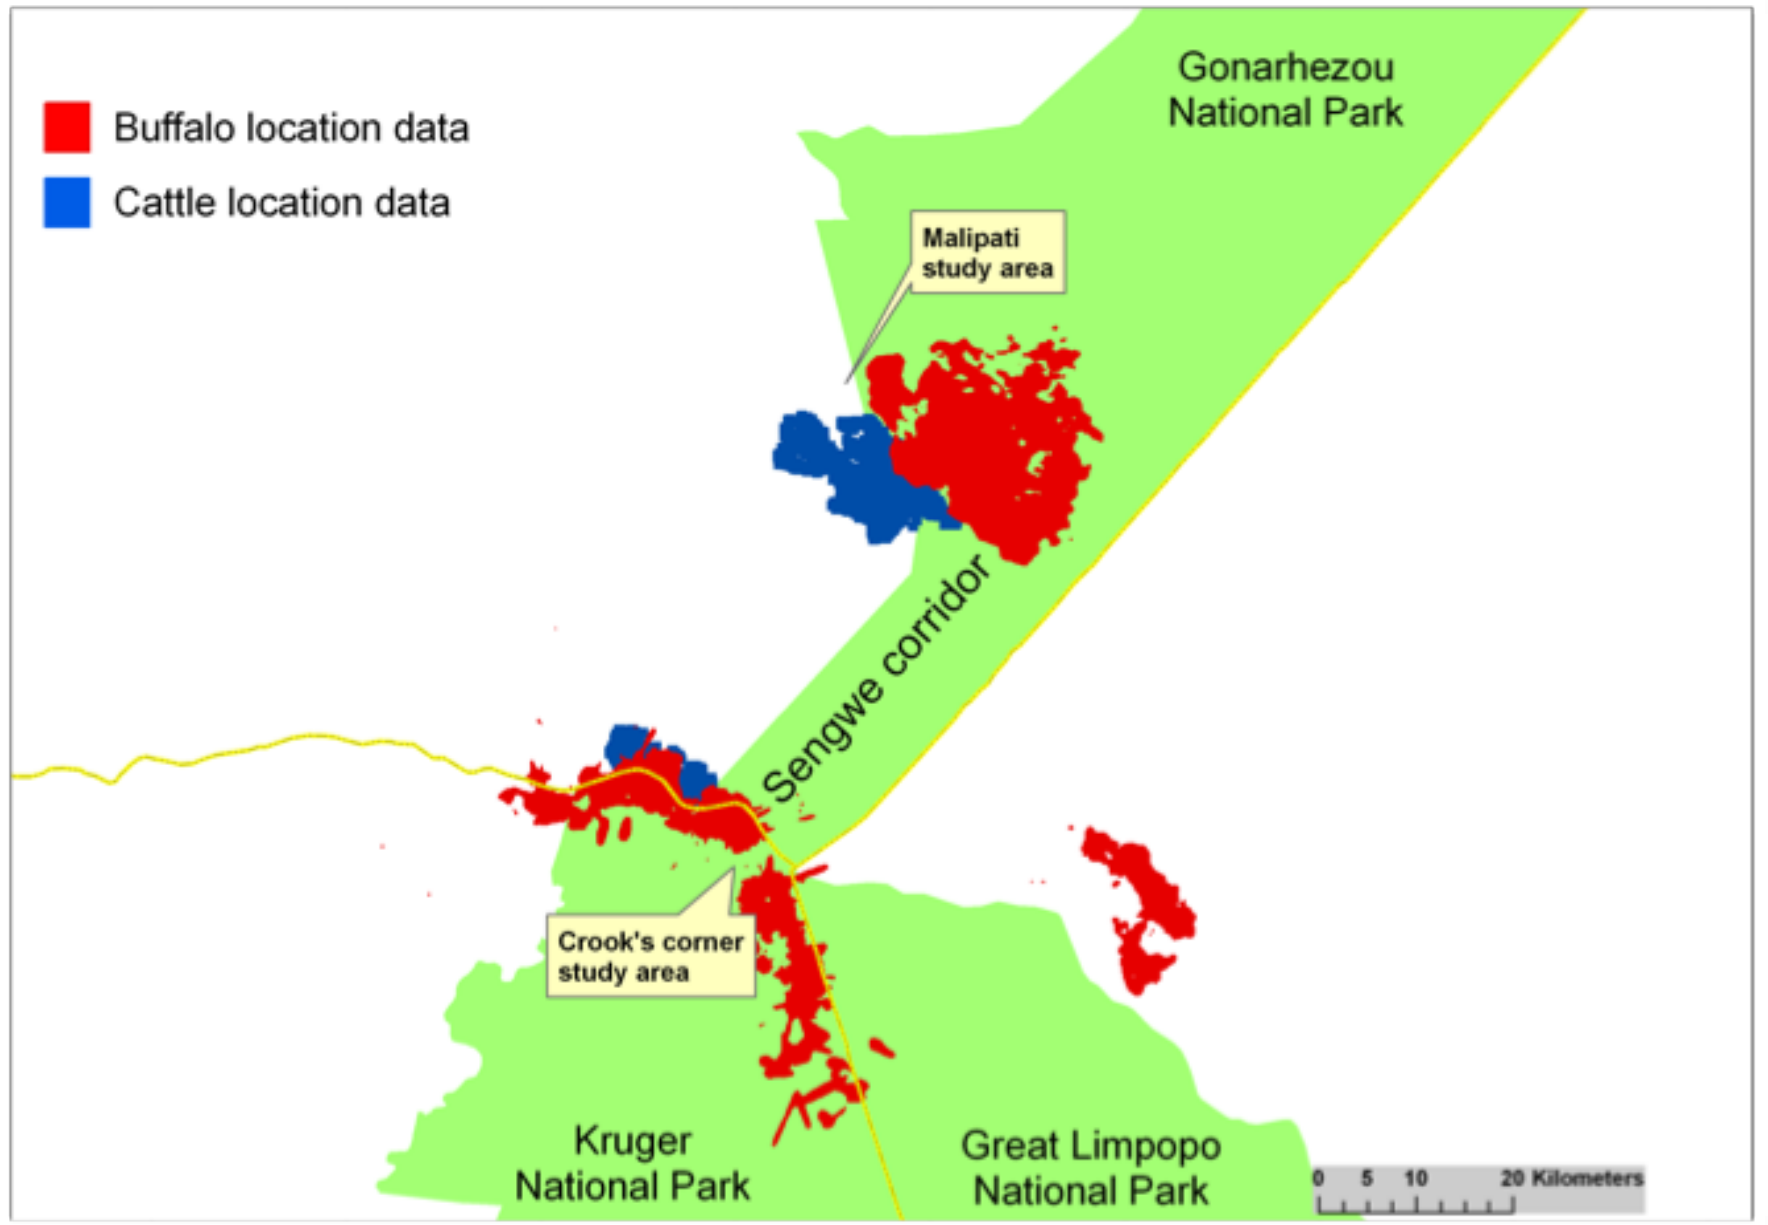 Gonarhezou
National Park
Buffalo location data
Cattle location data
Malipati
study area
Sengwe corridor
Crook's corner
study area
Kruger
National Park
Great Limpopo
National Park
0 5 10 20 Kilometers